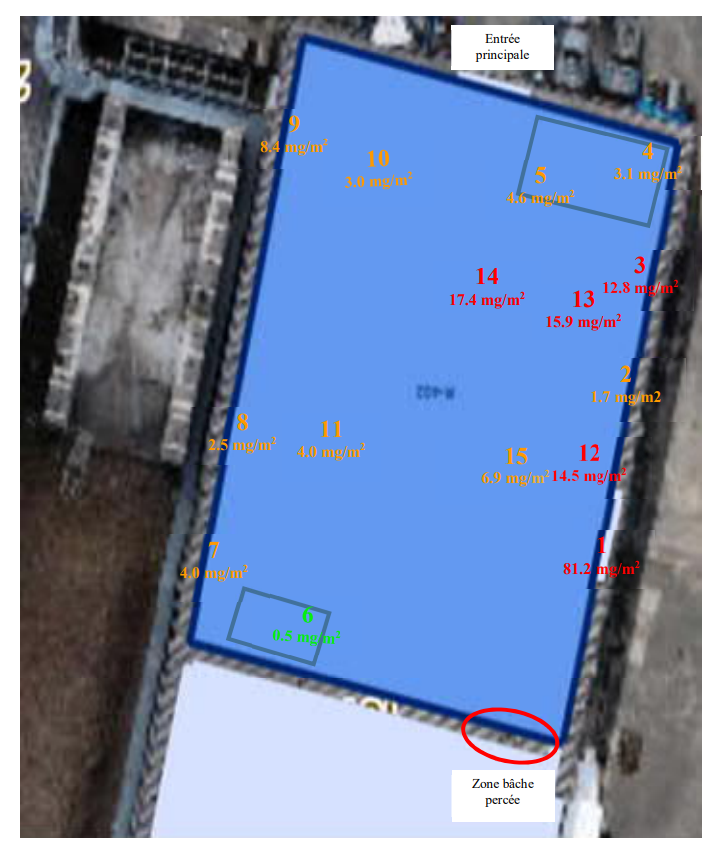 Entrée
principale
9
8.4 mg/m²
10
3.0 mg/m²
4
3.1 mg/m²
5
4.6 mg/m²
3
12.8 mg/m²
14
17.4 mg/m²
13
15.9 mg/m²
2
1.7 mg/m2
8
2.5 mg/m²
11
4.0 mg/m²
15
6.9 mg/m²
12
14.5 mg/m²
1
81.2 mg/m²
7
4.0 mg/m²
6
0.5 mg/m²
Zone bâche
percée